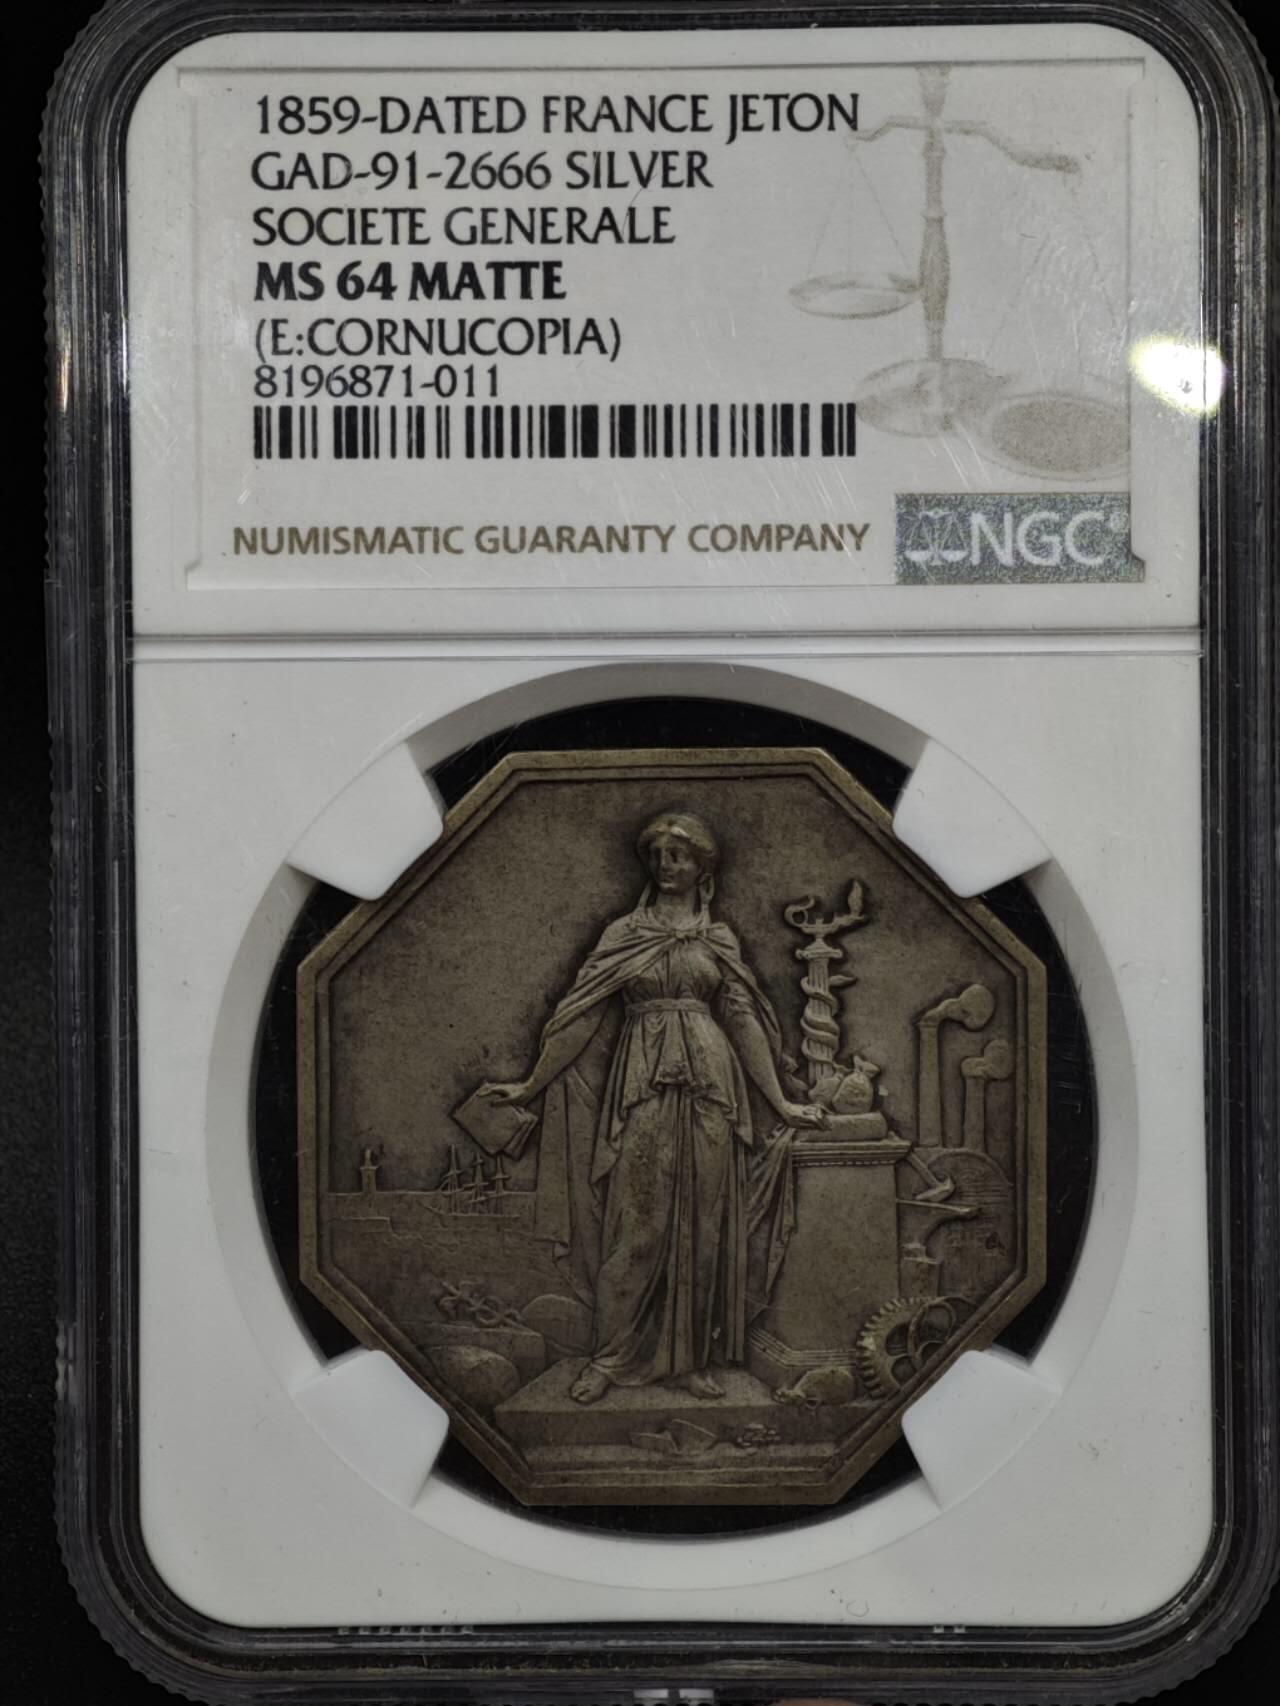 1859-DATED FRANCE JETON
GAD-91-2666 SILVER
SOCIETE GENERALE
MS 64 MATTE
(E:CORNUCOPIA)
8196871-011
NUMISMATIC GUARANTY COMPANY
NGC